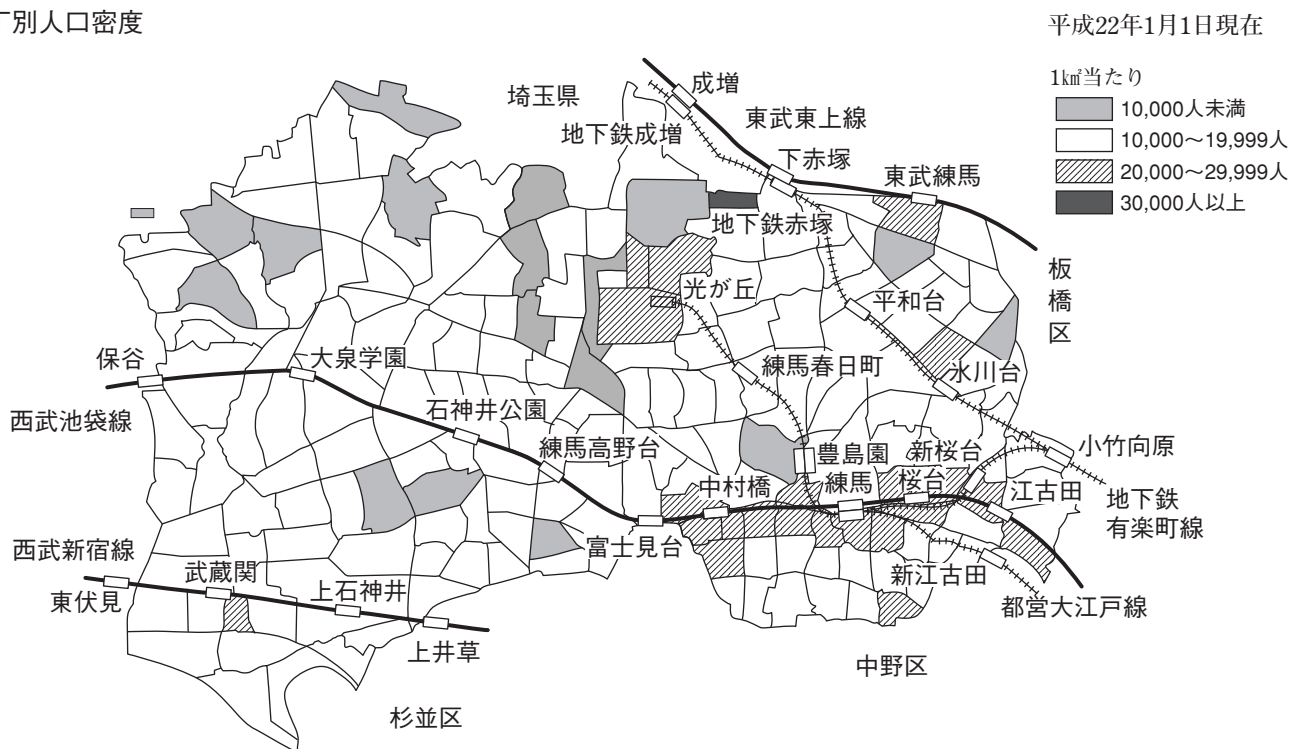 別人口密度
平成22年1月1日現在
1㎢当たり
10,000人未満
10,000〜19,999人
20,000〜29,999人
30,000人以上
埼玉県
成増
地下鉄成増
東武東上線
下赤塚
東武練馬
地下鉄赤塚
板橋区
光が丘
平和台
保谷
大泉学園
練馬春日町
氷川台
西武池袋線
石神井公園
練馬高野台
豊島園
新桜台
小竹向原
中村橋
練馬
桜台
江古田
地下鉄
有楽町線
西武新宿線
富士見台
武蔵関
新江古田
東伏見
上石神井
都営大江戸線
上井草
中野区
杉並区